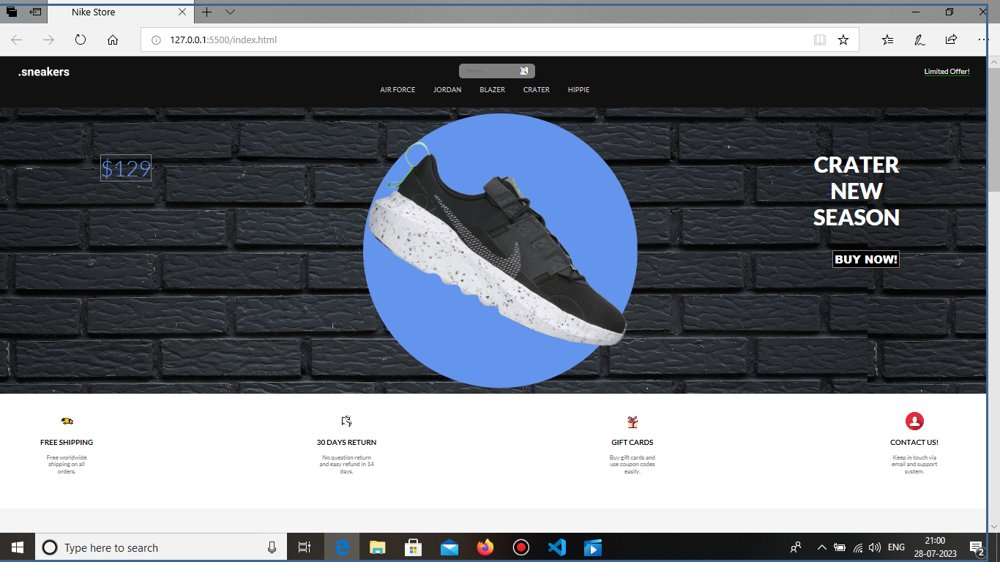 Nike Store
127.0.0.1:5500/index.html
.sneakers
Search...
Limited Offer!
AIR FORCE JORDAN BLAZER CRATER HIPPIE
$129
CRATER
NEW
SEASON
BUY NOW!
FREE SHIPPING
Free worldwide
shipping on all
orders.
30 DAYS RETURN
No question return
and easy refund in 14
days.
GIFT CARDS
Buy gift cards and
use coupon codes
easily.
CONTACT US!
Keep in touch via
email and support
system.
Type here to search
ENG
21:00
28-07-2023
2